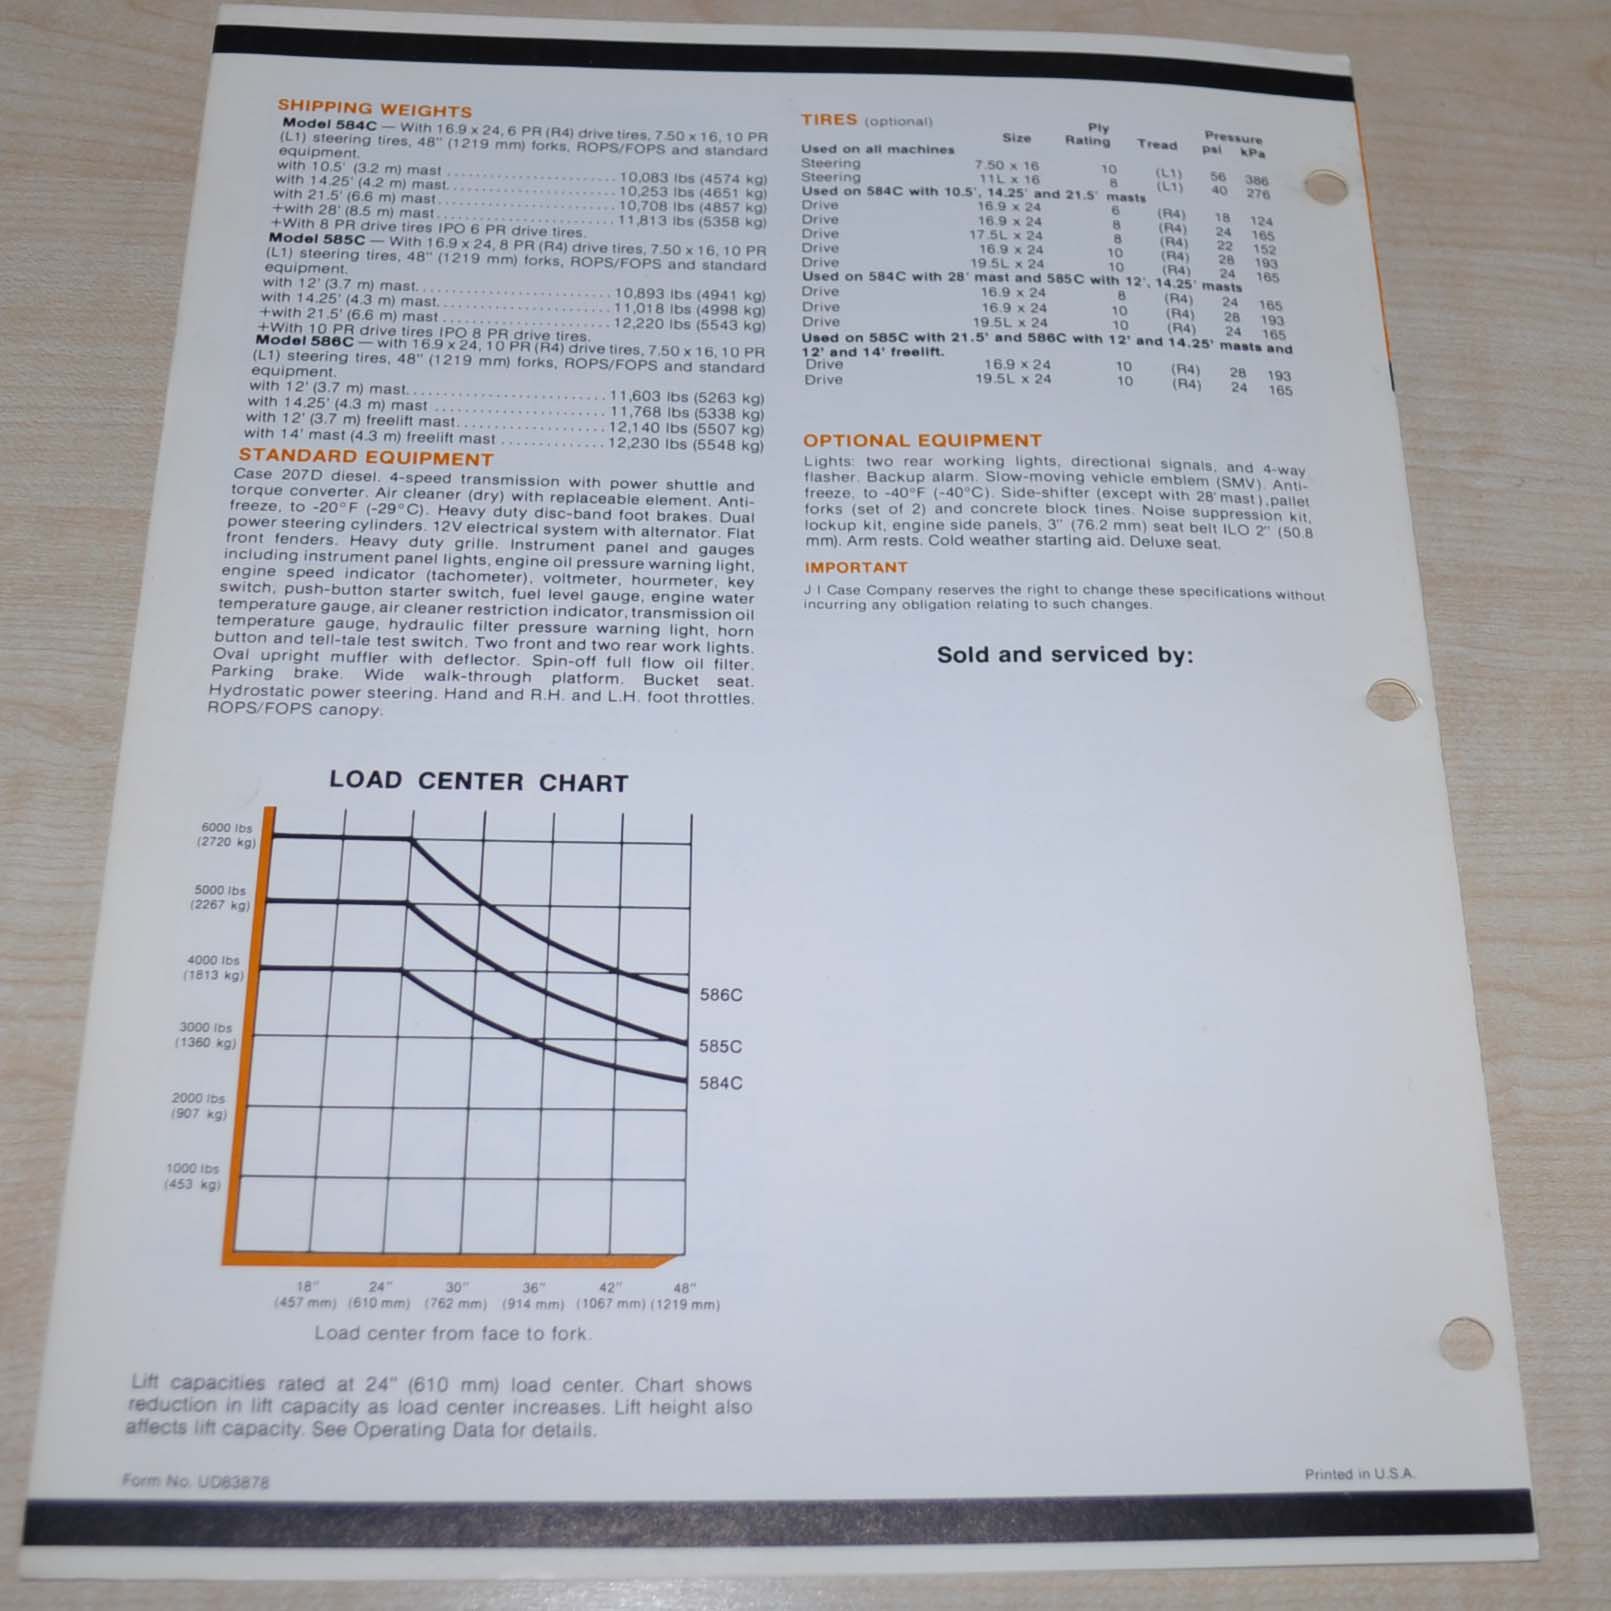 SHIPPING WEIGHTS
Model 584C — With 16.9 x 24, 6 PR (R4) drive tires, 7.50 x 16, 10 PR
(L1) steering tires, 48" (1219 mm) forks, ROPS/FOPS and standard
equipment.
with 10.5' (3.2 m) mast ........................ 10,083 lbs (4574 kg)
with 14.25' (4.2 m) mast........................ 10,253 lbs (4651 kg)
with 21.5' (6.6 m) mast......................... 10,708 lbs (4857 kg)
+with 28' (8.5 m) mast.......................... 11,813 lbs (5358 kg)
+With 8 PR drive tires IPO 6 PR drive tires.
Model 585C — With 16.9 x 24, 8 PR (R4) drive tires, 7.50 x 16, 10 PR
(L1) steering tires, 48" (1219 mm) forks, ROPS/FOPS and standard
equipment.
with 12' (3.7 m) mast........................... 10,893 lbs (4941 kg)
with 14.25' (4.3 m) mast........................ 11,018 lbs (4998 kg)
+with 21.5' (6.6 m) mast ....................... 12,220 lbs (5543 kg)
+With 10 PR drive tires IPO 8 PR drive tires.
Model 586C — with 16.9 x 24, 10 PR (R4) drive tires, 7.50 x 16, 10 PR
(L1) steering tires, 48" (1219 mm) forks, ROPS/FOPS and standard
equipment.
with 12' (3.7 m) mast........................... 11,603 lbs (5263 kg)
with 14.25' (4.3 m) mast ....................... 11,768 lbs (5338 kg)
with 12' (3.7 m) freelift mast.................... 12,140 lbs (5507 kg)
with 14' mast (4.3 m) freelift mast ............. 12,230 lbs (5548 kg)
STANDARD EQUIPMENT
Case 207D diesel. 4-speed transmission with power shuttle and
torque converter. Air cleaner (dry) with replaceable element. Anti-
freeze, to -20°F (-29°C). Heavy duty disc-band foot brakes. Dual
power steering cylinders. 12V electrical system with alternator. Flat
front fenders. Heavy duty grille. Instrument panel and gauges
including instrument panel lights, engine oil pressure warning light,
engine speed indicator (tachometer), voltmeter, hourmeter, key
switch, push-button starter switch, fuel level gauge, engine water
temperature gauge, air cleaner restriction indicator, transmission oil
temperature gauge, hydraulic filter pressure warning light, horn
button and tell-tale test switch. Two front and two rear work lights.
Oval upright muffler with deflector. Spin-off full flow oil filter.
Parking brake. Wide walk-through platform. Bucket seat.
Hydrostatic power steering. Hand and R.H. and L.H. foot throttles.
ROPS/FOPS canopy.
LOAD CENTER CHART
6000 lbs
(2720 kg)
5000 lbs
(2267 kg)
4000 lbs
(1813 kg)
3000 lbs
(1360 kg)
2000 lbs
(907 kg)
1000 lbs
(453 kg)
586C
585C
584C
18" 24" 30" 36" 42" 48"
(457 mm) (610 mm) (762 mm) (914 mm) (1067 mm) (1219 mm)
Load center from face to fork.
Lift capacities rated at 24" (610 mm) load center. Chart shows
reduction in lift capacity as load center increases. Lift height also
affects lift capacity. See Operating Data for details.
Form No. UD83878
TIRES (optional)
Size Ply Rating Tread Pressure psi kPa
Used on all machines
Steering 7.50 x 16 10 (L1) 56 386
Steering 11L x 16 8 (L1) 40 276
Used on 584C with 10.5', 14.25' and 21.5' masts
Drive 16.9 x 24 6 (R4) 18 124
Drive 16.9 x 24 8 (R4) 24 165
Drive 17.5L x 24 8 (R4) 22 152
Drive 16.9 x 24 10 (R4) 28 193
Drive 19.5L x 24 10 (R4) 24 165
Used on 584C with 28' mast and 585C with 12', 14.25' masts
Drive 16.9 x 24 8 (R4) 24 165
Drive 16.9 x 24 10 (R4) 28 193
Drive 19.5L x 24 10 (R4) 24 165
Used on 585C with 21.5' and 586C with 12' and 14.25' masts and
12' and 14' freelift.
Drive 16.9 x 24 10 (R4) 28 193
Drive 19.5L x 24 10 (R4) 24 165
OPTIONAL EQUIPMENT
Lights: two rear working lights, directional signals, and 4-way
flasher. Backup alarm. Slow-moving vehicle emblem (SMV). Anti-
freeze, to -40°F (-40°C). Side-shifter (except with 28' mast), pallet
forks (set of 2) and concrete block tines. Noise suppression kit,
lockup kit, engine side panels, 3" (76.2 mm) seat belt ILO 2" (50.8
mm). Arm rests. Cold weather starting aid. Deluxe seat.
IMPORTANT
J I Case Company reserves the right to change these specifications without
incurring any obligation relating to such changes.
Sold and serviced by:
Printed in U.S.A.